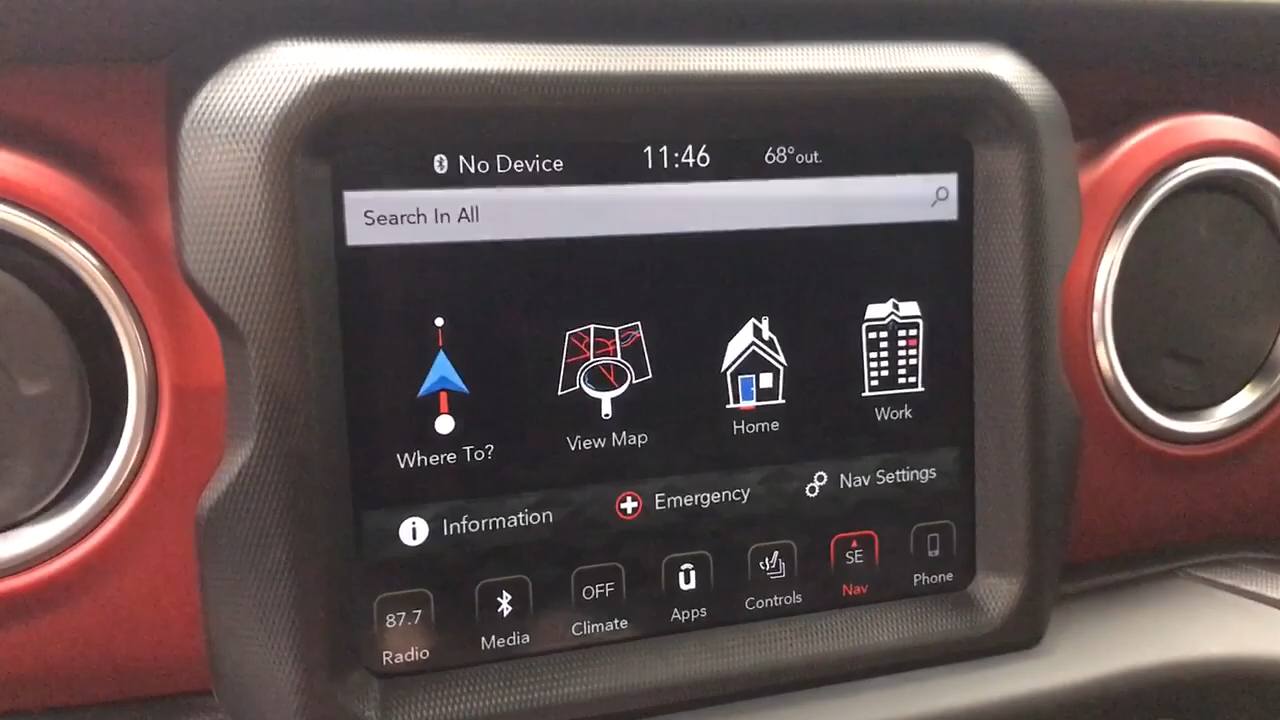 No Device 11:46 68°out.
Search In All
Where To? View Map Home Work
Information Emergency Nav Settings
87.7 OFF SE
Radio Media Climate Apps Controls Nav Phone